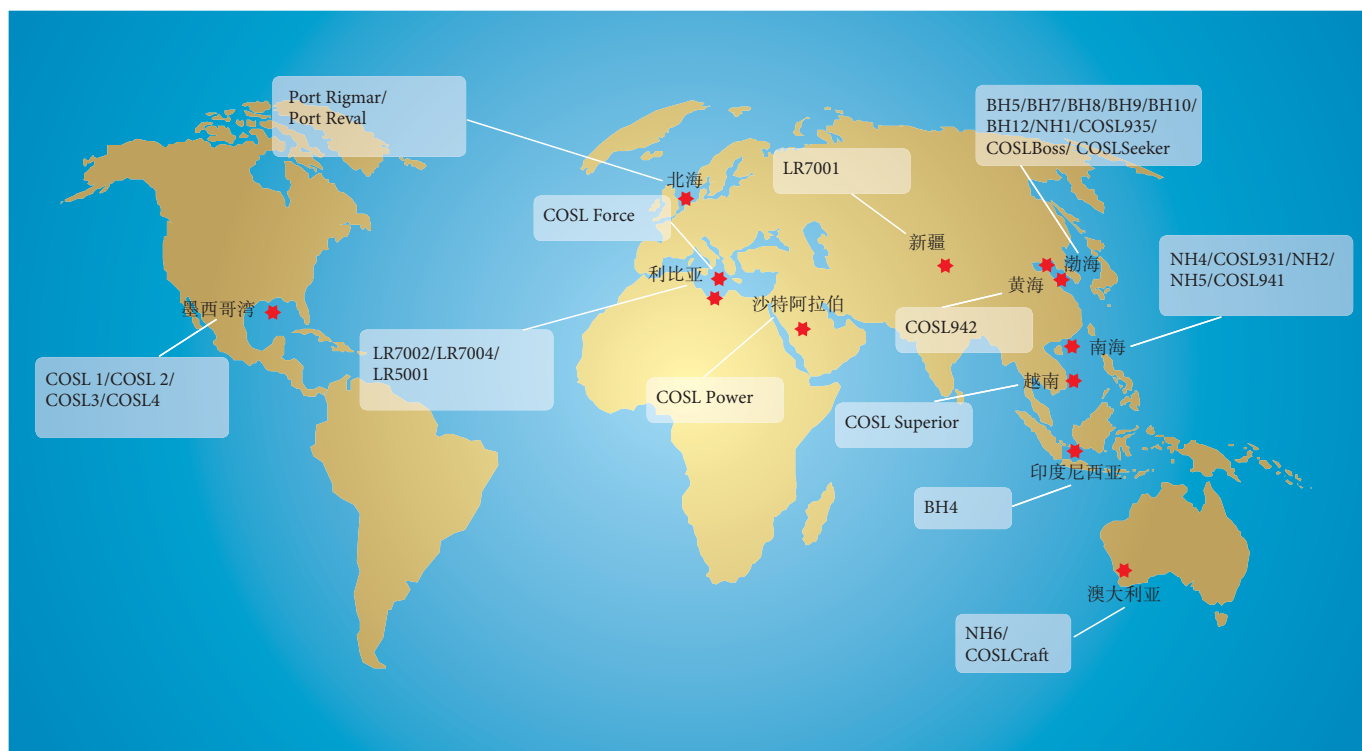 Port Rigmar/
Port Reval
BH5/BH7/BH8/BH9/BH10/
BH12/NH1/COSL935/
COSLBoss/ COSLSeeker
LR7001
北海
COSL Force
新疆
渤海
NH4/COSL931/NH2/
NH5/COSL941
利比亚
黄海
沙特阿拉伯
墨西哥湾
COSL942
南海
LR7002/LR7004/
LR5001
COSL 1/COSL 2/
COSL3/COSL4
COSL Power
越南
COSL Superior
印度尼西亚
BH4
澳大利亚
NH6/
COSLCraft